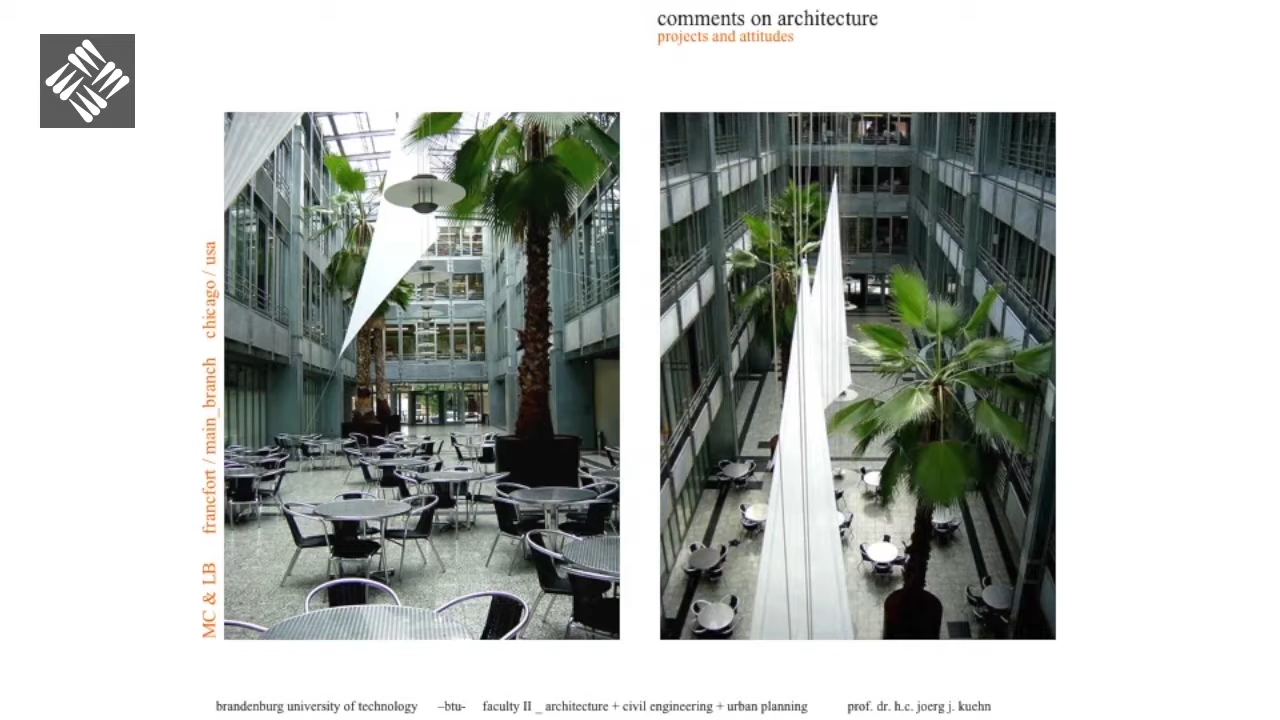 comments on architecture
projects and attitudes
MC & LB francfort / main_branch chicago / usa
brandenburg university of technology –btu- faculty II _ architecture + civil engineering + urban planning prof. dr. h.c. joerg j. kuehn